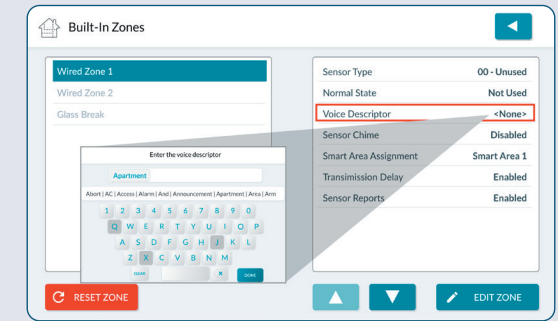 Built-In Zones
Wired Zone 1
Wired Zone 2
Glass Break
Sensor Type 00 - Unused
Normal State Not Used
Voice Descriptor <None>
Sensor Chime Disabled
Smart Area Assignment Smart Area 1
Transimission Delay Enabled
Sensor Reports Enabled
Enter the voice descriptor
Apartment
Abort | AC | Access | Alarm | And | Announcement | Apartment | Area | Arm
1 2 3 4 5 6 7 8 9 0
Q W E R T Y U I O P
A S D F G H J K L
Z X C V B N M
CLEAR × DONE
RESET ZONE
EDIT ZONE